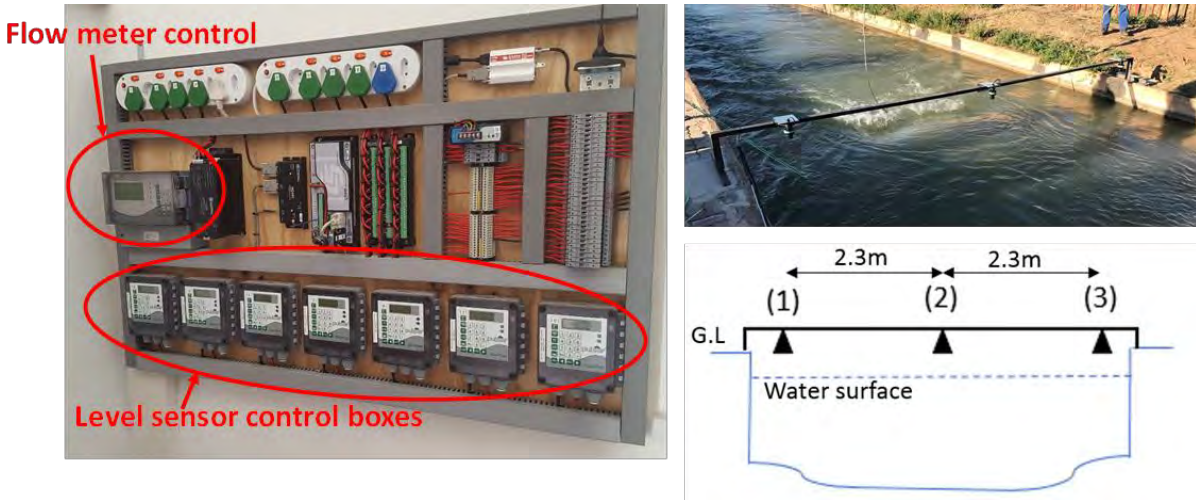 Flow meter control
Level sensor control boxes
2.3m 2.3m
(1) (2) (3)
G.L
Water surface